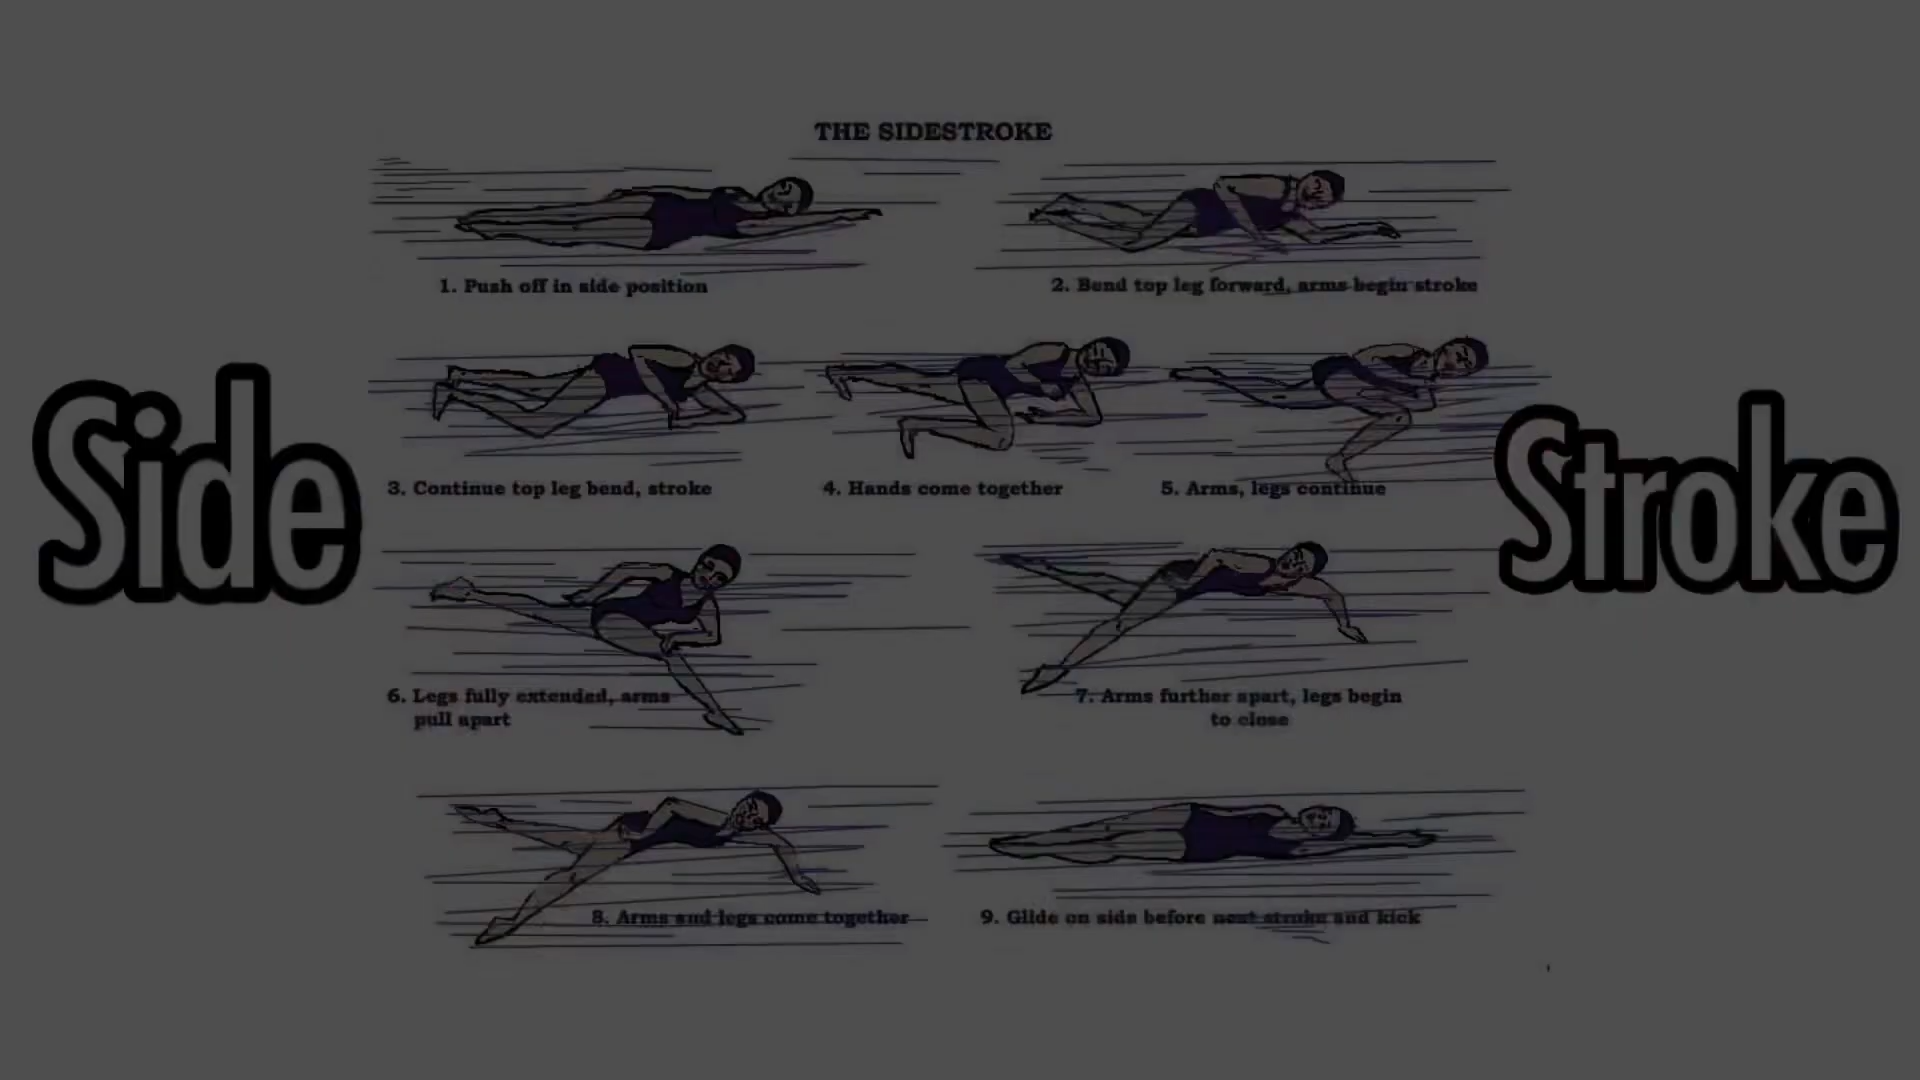 THE SIDESTROKE
1. Push off in side position
2. Bend top leg forward, arms begin stroke
Side
Stroke
3. Continue top leg bend, stroke
4. Hands come together
5. Arms, legs continue
6. Legs fully extended, arms
pull apart
7. Arms further apart, legs begin
to close
8. Arms and legs come together
9. Glide on side before next stroke and kick